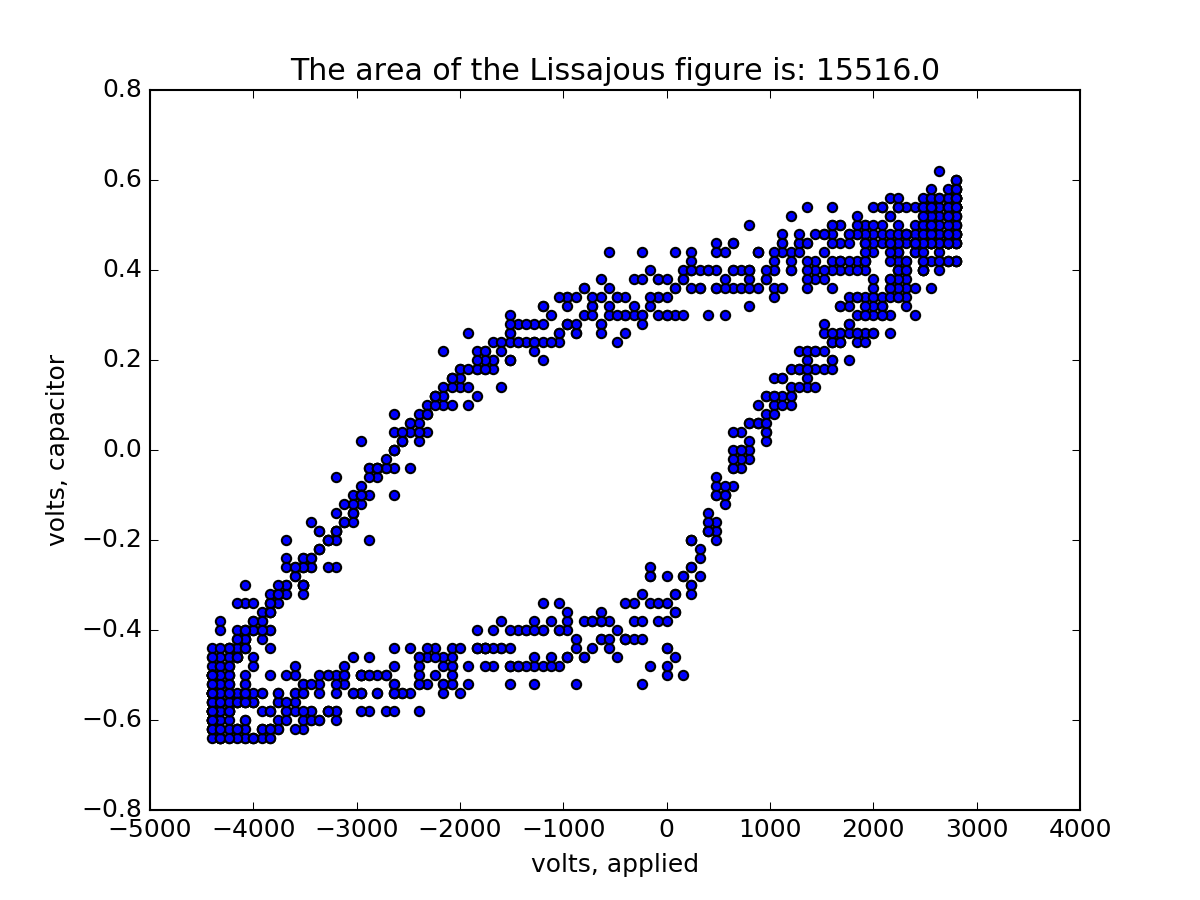 The area of the Lissajous figure is: 15516.0
0.8
0.6
0.4
0.2
0.0
−0.2
−0.4
−0.6
−0.8
volts, capacitor
−5000 −4000 −3000 −2000 −1000 0 1000 2000 3000 4000
volts, applied